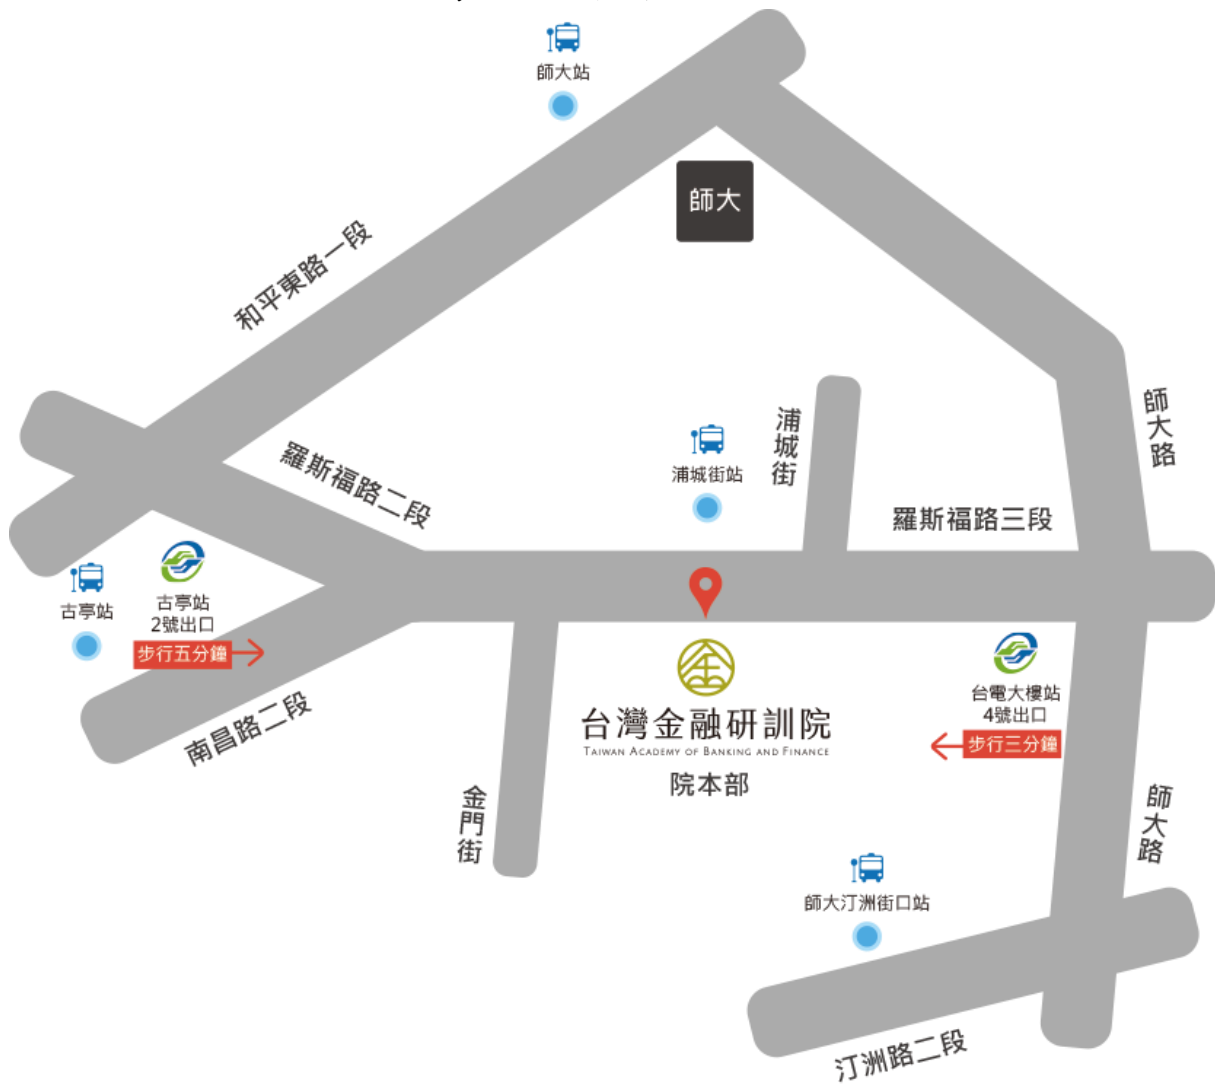 師大站
師大
和平東路一段
羅斯福路二段
浦城街站
浦城街
師大路
羅斯福路三段
古亭站
古亭站
2號出口
步行五分鐘
南昌路二段
台灣金融研訓院
TAIWAN ACADEMY OF BANKING AND FINANCE
院本部
台電大樓站
4號出口
步行三分鐘
金門街
師大路
師大汀洲街口站
汀洲路二段